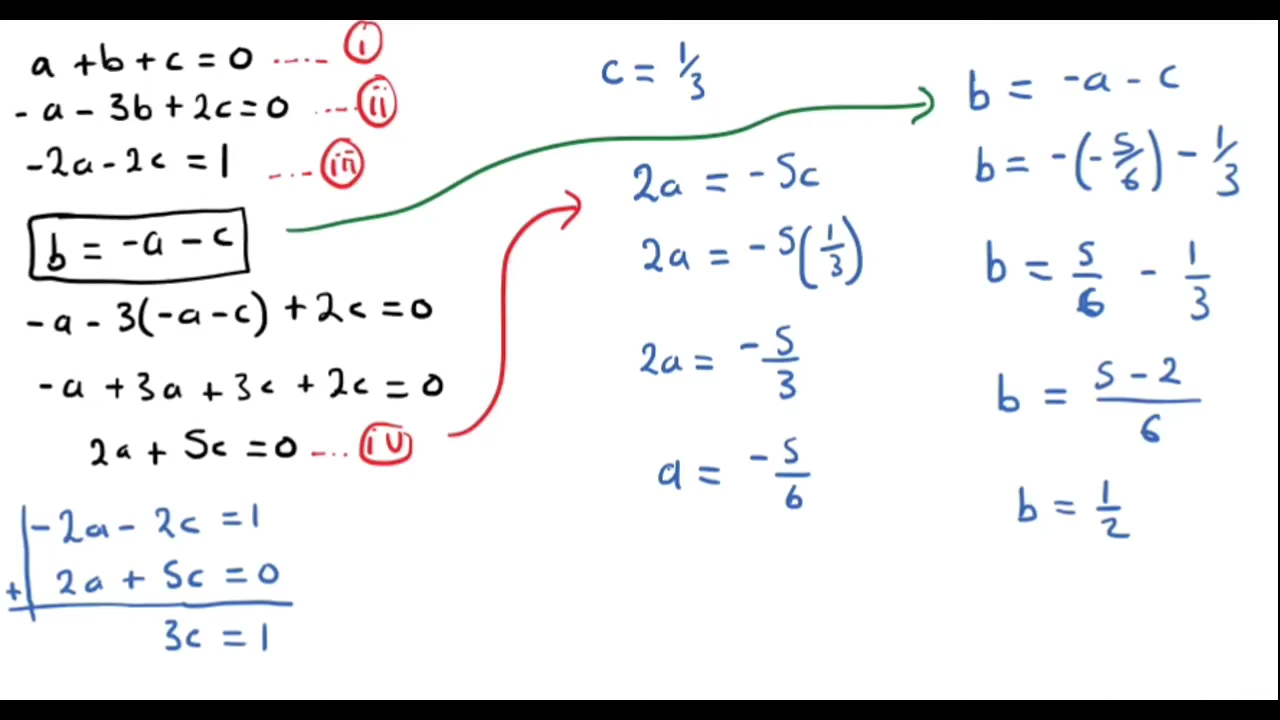 a + b + c = 0 ..... (i)
- a - 3b + 2c = 0 ..... (ii)
-2a - 2c = 1 ..... (iii)
b = -a - c
-a - 3(-a - c) + 2c = 0
-a + 3a + 3c + 2c = 0
2a + 5c = 0 ..... (iv)
-2a - 2c = 1
+ 2a + 5c = 0
3c = 1
c = 1/3
2a = -5c
2a = -5(1/3)
2a = -5/3
a = -5/6
b = -a - c
b = -(-5/6) - 1/3
b = 5/6 - 1/3
b = (5 - 2)/6
b = 1/2